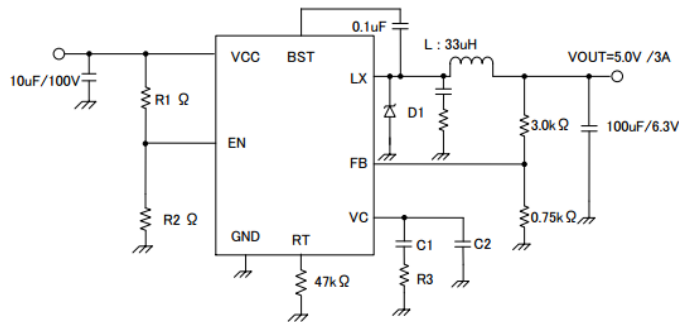 0.1uF
L : 33uH
VOUT=5.0V /3A
VCC
BST
LX
10uF/100V
R1 Ω
D1
3.0kΩ
100uF/6.3V
EN
FB
R2 Ω
VC
0.75kΩ
GND
RT
C1
C2
47kΩ
R3